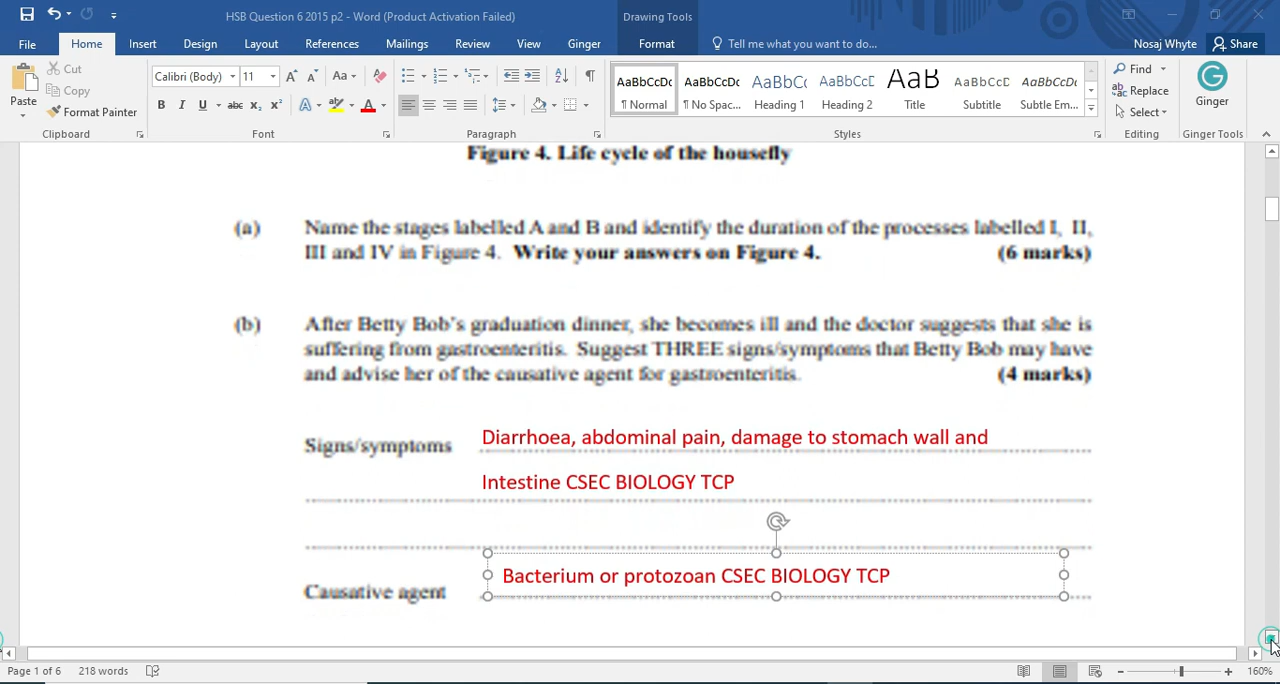 HSB Question 6 2015 p2 - Word (Product Activation Failed)
Drawing Tools
File Home Insert Design Layout References Mailings Review View Ginger Format Tell me what you want to do... Nosaj Whyte Share
Paste
Cut
Copy
Format Painter
Clipboard
Calibri (Body) 11
Font
Paragraph
AaBbCcDc AaBbCcDc AaBbCc AaBbCcD AaB AaBbCcD AaBbCcDc
¶ Normal ¶ No Spac... Heading 1 Heading 2 Title Subtitle Subtle Em...
Styles
Find
Replace
Select
Editing
Ginger
Ginger Tools
Figure 4. Life cycle of the housefly
(a) Name the stages labelled A and B and identify the duration of the processes labelled I, II,
III and IV in Figure 4. Write your answers on Figure 4. (6 marks)
(b) After Betty Bob's graduation dinner, she becomes ill and the doctor suggests that she is
suffering from gastroenteritis. Suggest THREE signs/symptoms that Betty Bob may have
and advise her of the causative agent for gastroenteritis. (4 marks)
Signs/symptoms Diarrhoea, abdominal pain, damage to stomach wall and
Intestine CSEC BIOLOGY TCP
Causative agent Bacterium or protozoan CSEC BIOLOGY TCP
Page 1 of 6 218 words 160%